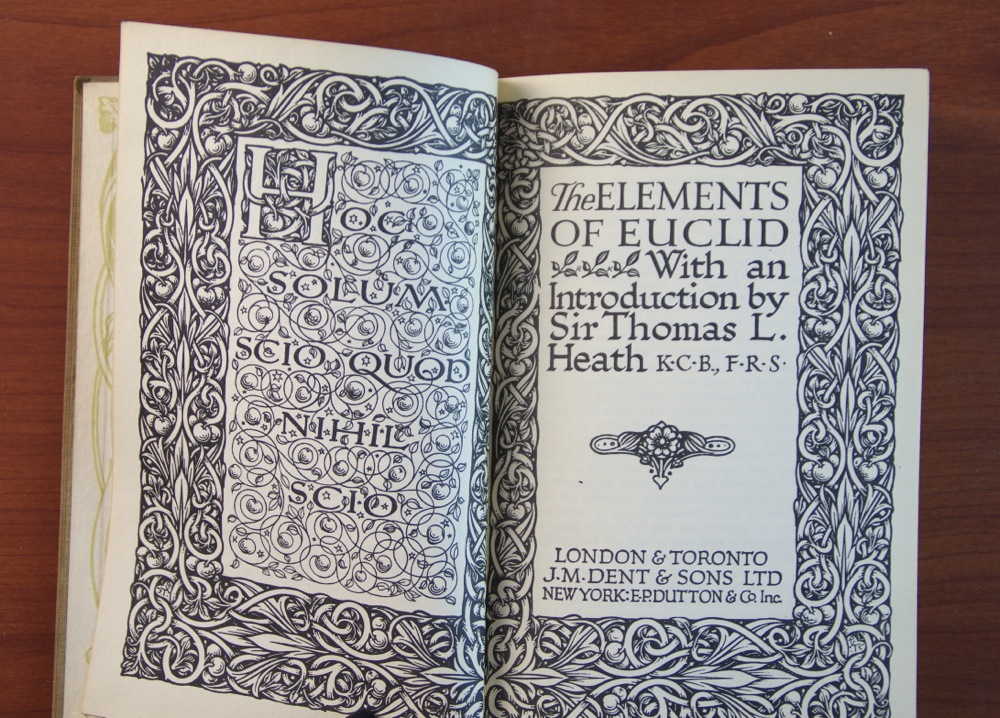 HOC
SOLUM
SCIO QUOD
NIHIL
SCIO
The ELEMENTS
OF EUCLID
With an
Introduction by
Sir Thomas L.
Heath K·C·B., F·R·S·
LONDON & TORONTO
J·M·DENT & SONS LTD
NEW YORK: E·P·DUTTON & Co. Inc.